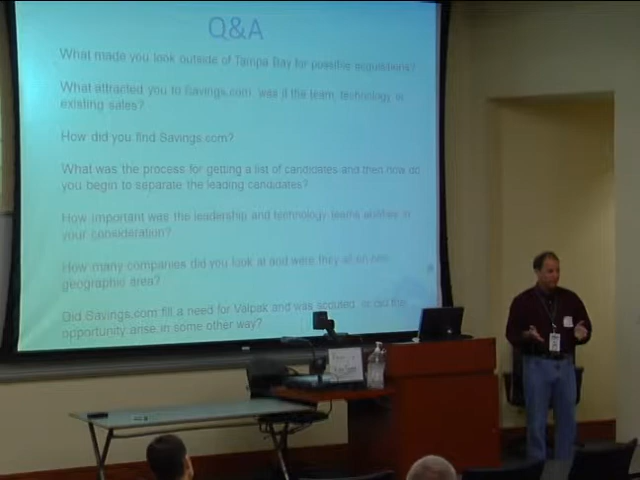 Q&A
What made you look outside of Tampa Bay for possible acquisitions?
What attracted you to Savings.com, was it the team, technology or
existing sales?
How did you find Savings.com?
What was the process for getting a list of candidates and then how do
you begin to separate the leading candidates?
How important was the leadership and technology teams abilities in
your consideration?
How many companies did you look at and were they all on one
geographic area?
Did Savings.com fill a need for Valpak and was scouted, or did the
opportunity arise in some other way?